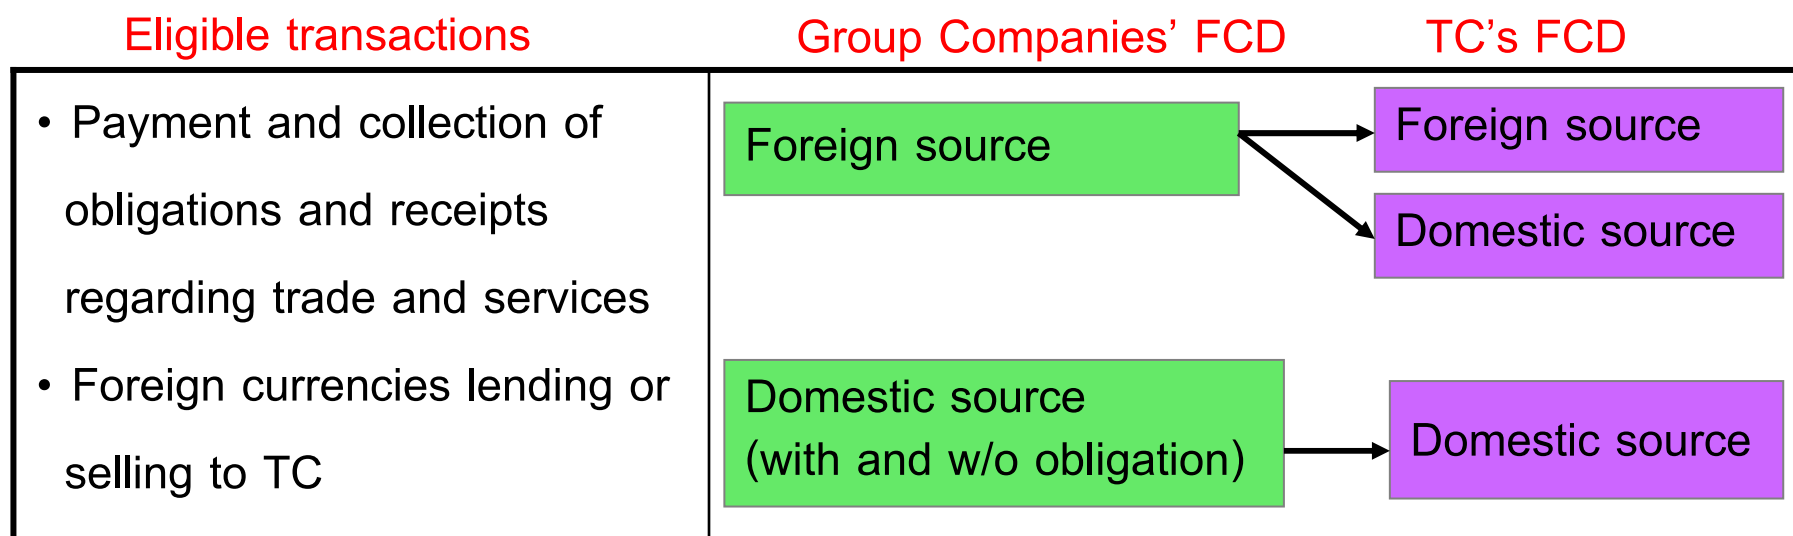 Eligible transactions
Group Companies’ FCD
TC’s FCD
• Payment and collection of
obligations and receipts
regarding trade and services
• Foreign currencies lending or
selling to TC
Foreign source
Foreign source
Domestic source
Domestic source
(with and w/o obligation)
Domestic source